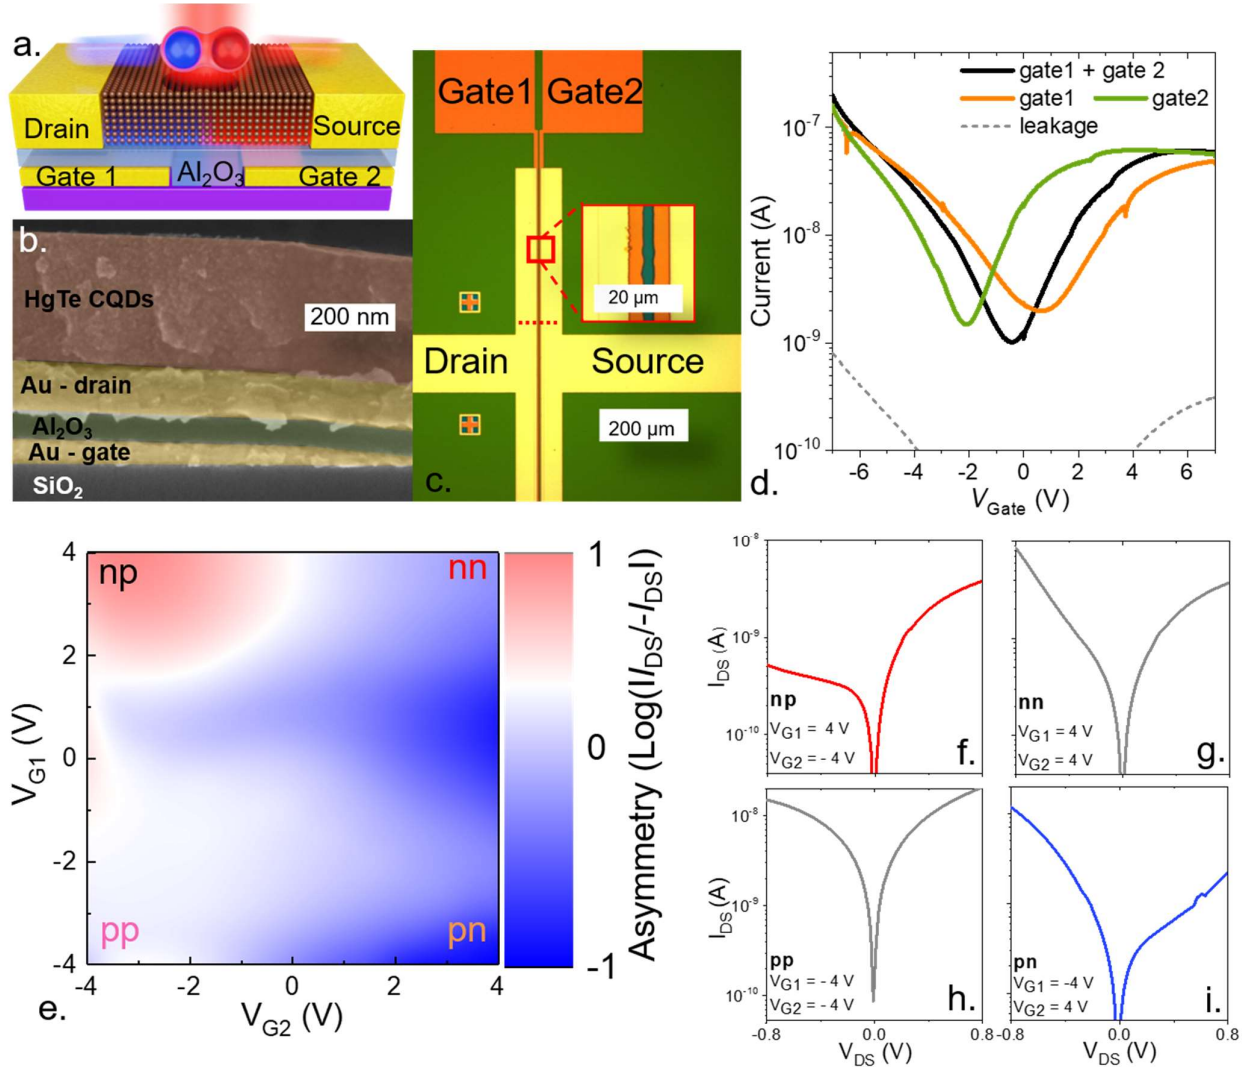 a.
Drain
Source
Gate 1
Al2O3
Gate 2
b.
HgTe CQDs
200 nm
Au - drain
Al2O3
Au - gate
SiO2
Gate1
Gate2
20 µm
Drain
Source
200 µm
c.
gate1 + gate 2
gate1
gate2
leakage
10-7
10-8
10-9
10-10
Current (A)
-6
-4
-2
0
2
4
6
VGate (V)
d.
np
nn
pp
pn
4
2
0
-2
-4
VG1 (V)
-4
-2
0
2
4
VG2 (V)
e.
1
0
-1
Asymmetry (Log(IIDS/-IDSI)
10-8
10-9
10-10
IDS (A)
np
VG1 = 4 V
VG2 = - 4 V
f.
nn
VG1 = 4 V
VG2 = 4 V
g.
10-8
10-9
10-10
IDS (A)
pp
VG1 = - 4 V
VG2 = - 4 V
h.
-0.8
0.0
0.8
VDS (V)
pn
VG1 = -4 V
VG2 = 4 V
i.
-0.8
0.0
0.8
VDS (V)